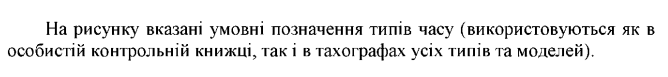 На рисунку вказані умовні позначення типів часу (використовуються як в
особистій контрольній книжці, так і в тахографах усіх типів та моделей).